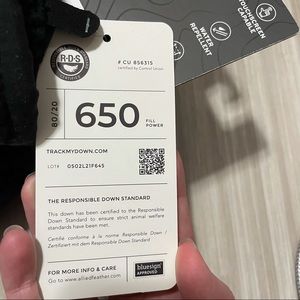 TOUCHSCREEN
CAPABLE
WATER
REPELLENT
R·D·S
CERTIFIED
# CU 856315
certified by Control Union
80/20
650
FILL
POWER
TRACKMYDOWN.COM
LOT# 0502L21F645
THE RESPONSIBLE DOWN STANDARD
This down has been certified to the Responsible
Down Standard to ensure strict animal welfare
standards have been met.
Certifié conforme à la norme Responsible Down /
Zertifiziert mit dem Responsible Down Standard
FOR MORE INFO & CARE
Go to www.alliedfeather.com
bluesign
APPROVED